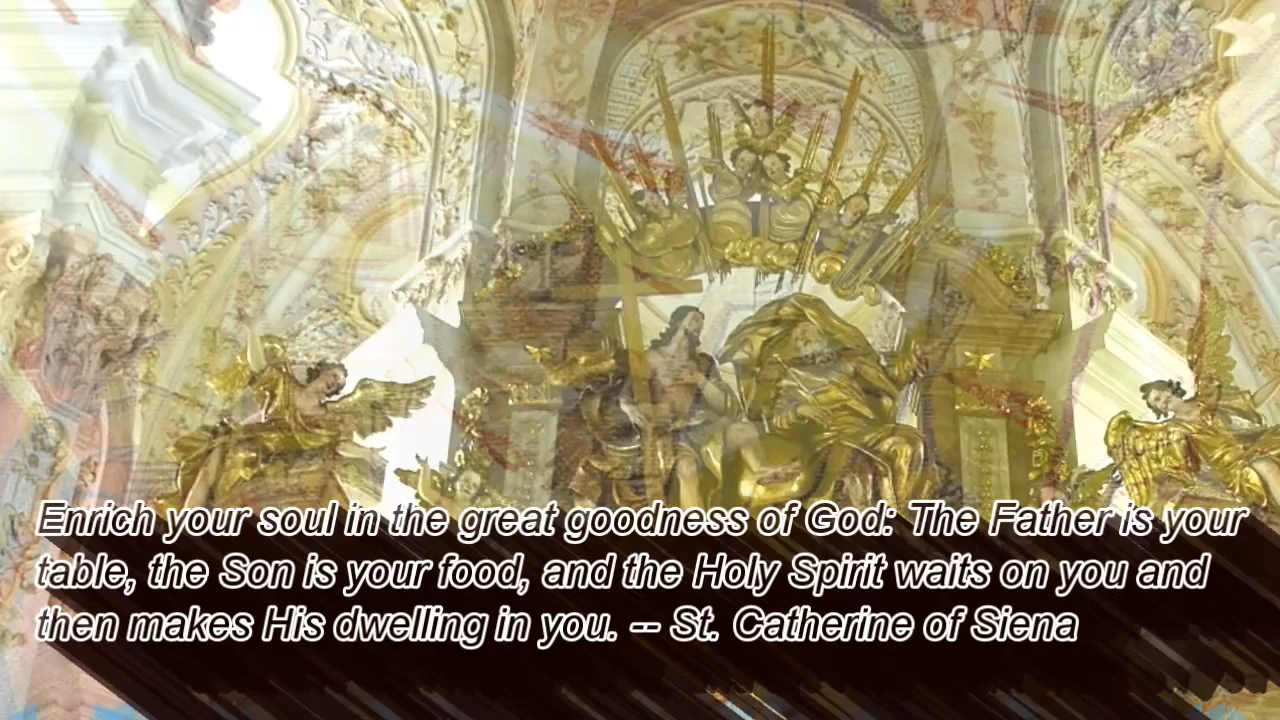 Enrich your soul in the great goodness of God: The Father is your
table, the Son is your food, and the Holy Spirit waits on you and
then makes His dwelling in you. -- St. Catherine of Siena